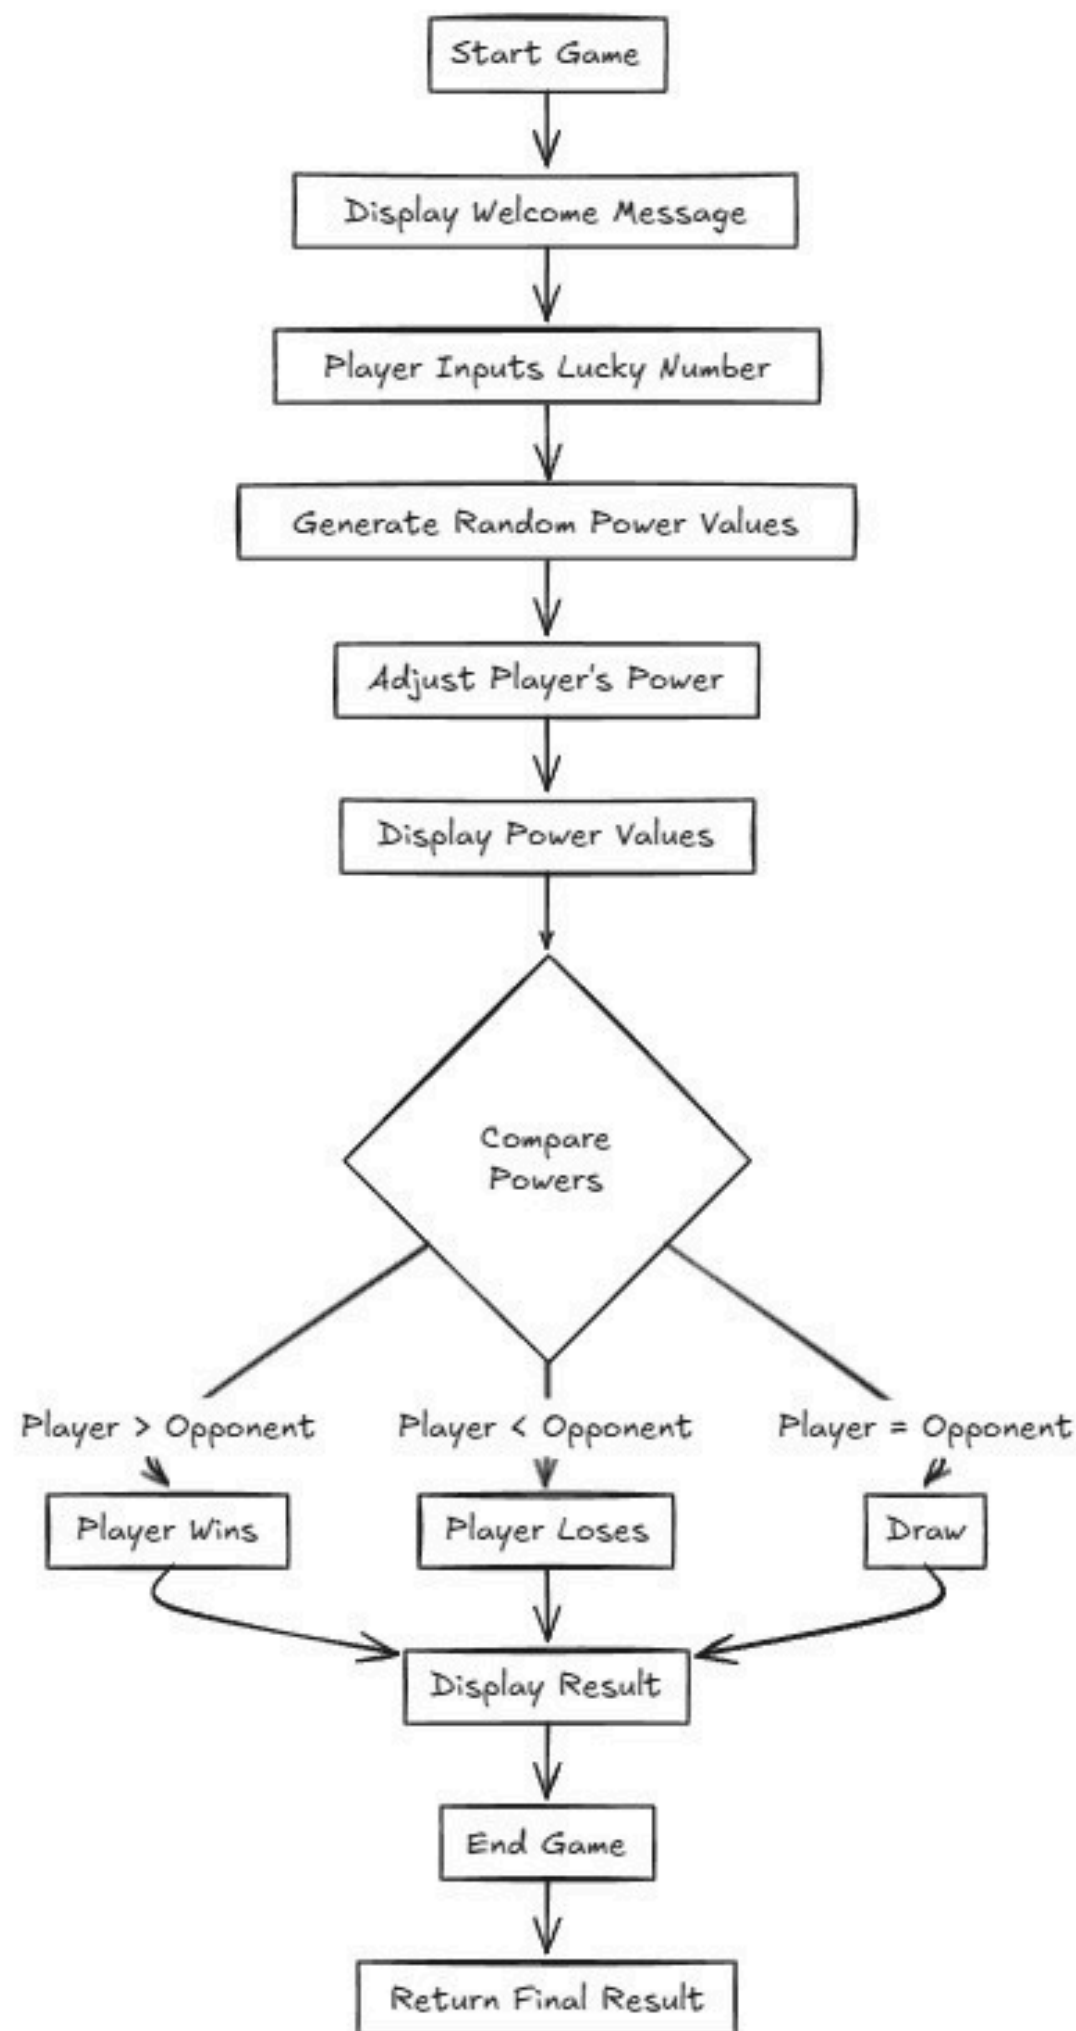 Start Game
Display Welcome Message
Player Inputs Lucky Number
Generate Random Power Values
Adjust Player's Power
Display Power Values
Compare
Powers
Player > Opponent
Player < Opponent
Player = Opponent
Player Wins
Player Loses
Draw
Display Result
End Game
Return Final Result